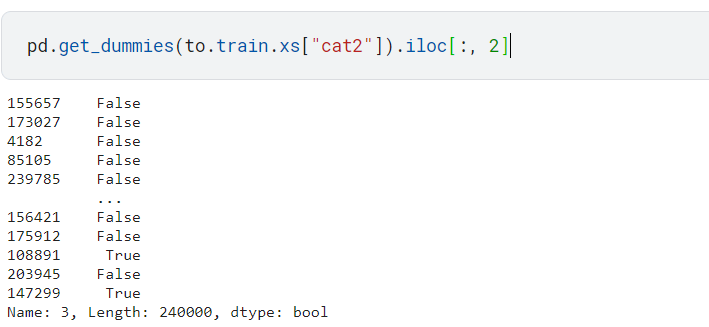 pd.get_dummies(to.train.xs["cat2"]).iloc[:, 2]
155657    False
173027    False
4182      False
85105     False
239785    False
          ...
156421    False
175912    False
108891     True
203945    False
147299     True
Name: 3, Length: 240000, dtype: bool